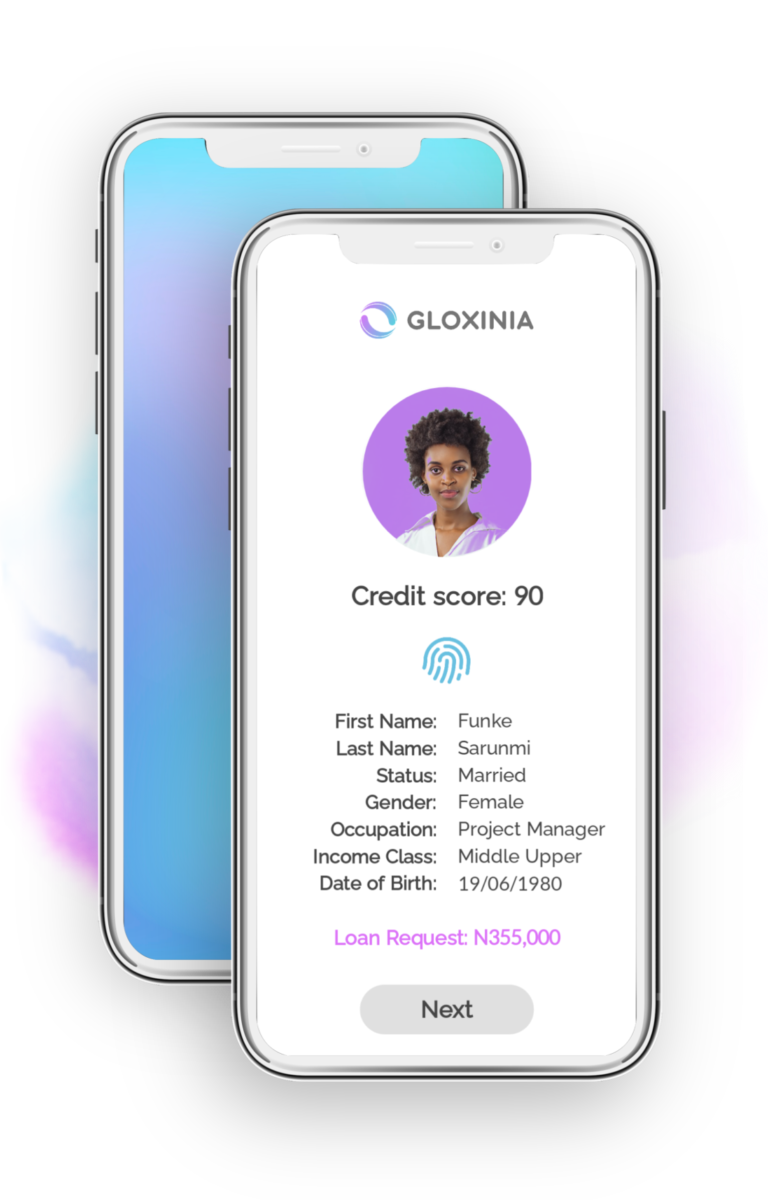 GLOXINIA
Credit score: 90
First Name: Funke
Last Name: Sarunmi
Status: Married
Gender: Female
Occupation: Project Manager
Income Class: Middle Upper
Date of Birth: 19/06/1980
Loan Request: N355,000
Next